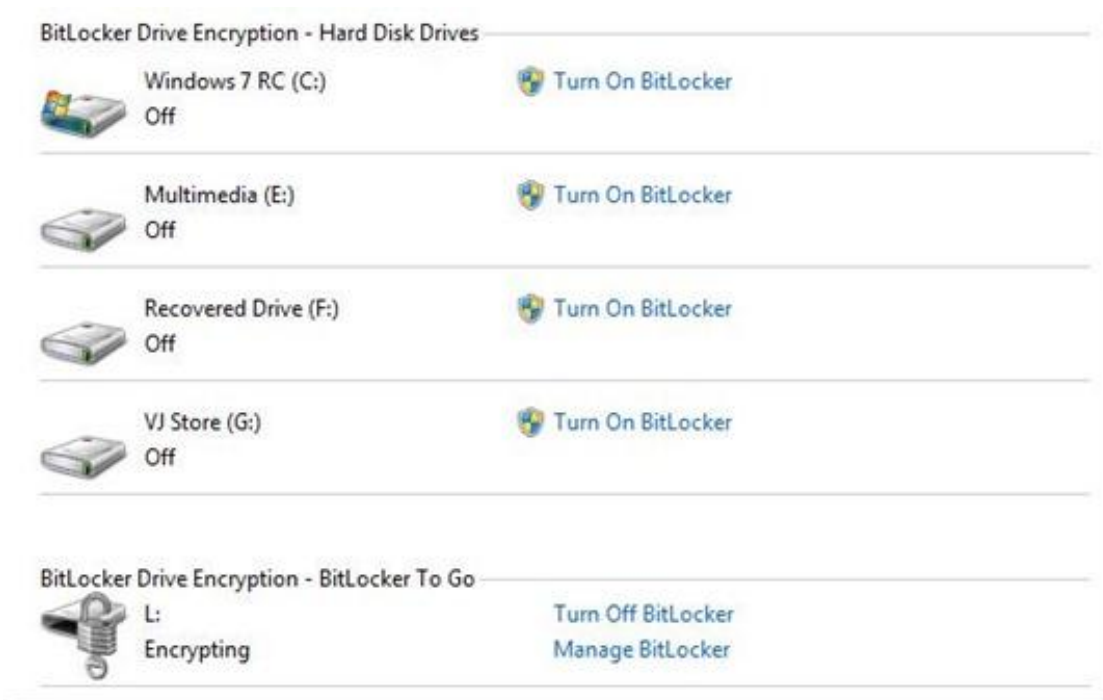 BitLocker Drive Encryption - Hard Disk Drives
Windows 7 RC (C:) Turn On BitLocker
Off
Multimedia (E:) Turn On BitLocker
Off
Recovered Drive (F:) Turn On BitLocker
Off
VJ Store (G:) Turn On BitLocker
Off
BitLocker Drive Encryption - BitLocker To Go
L: Turn Off BitLocker
Encrypting Manage BitLocker